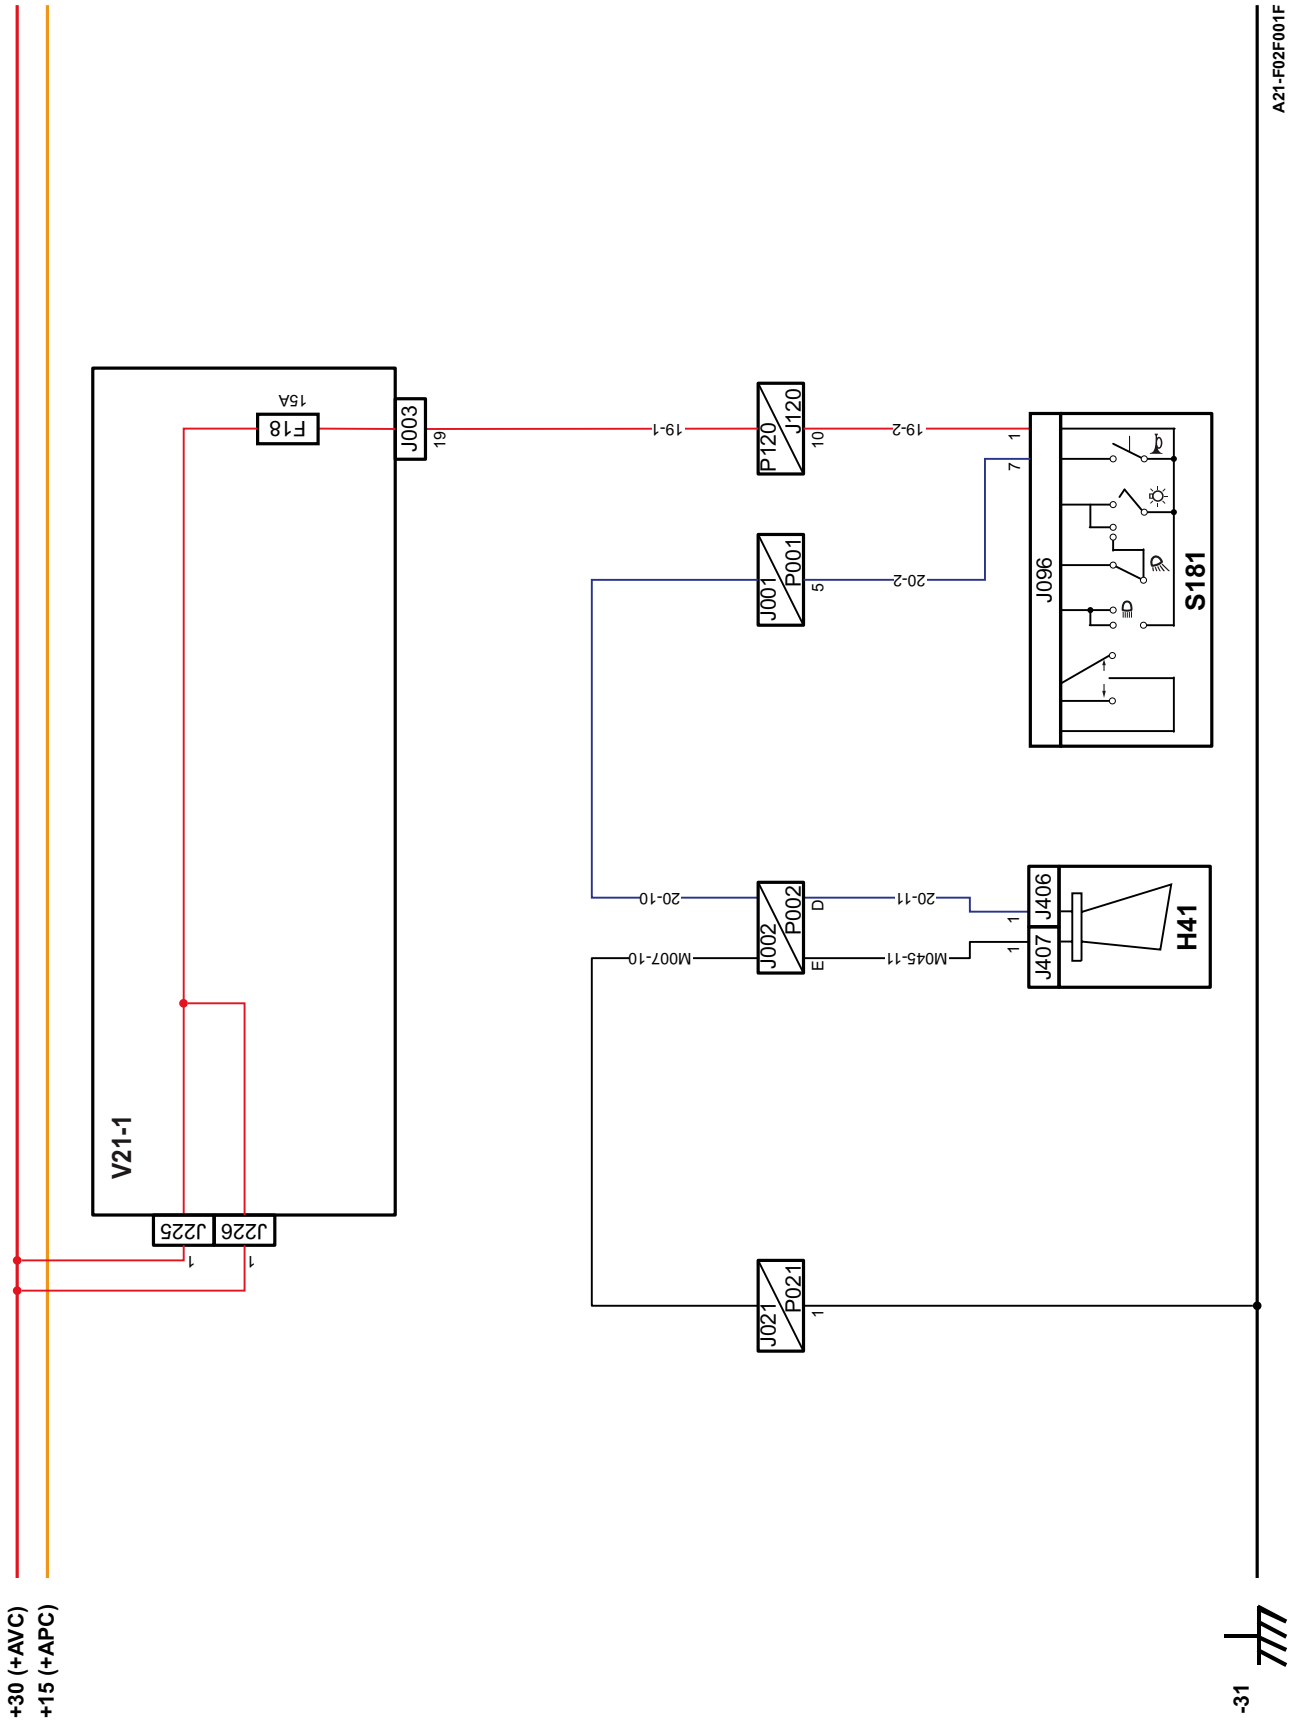 +30 (+AVC)
+15 (+APC)
V21-1
J225
1
J226
1
F18
15A
J003
19
19-1
P120
J120
10
19-2
1
J001
P001
5
20-2
7
J096
S181
20-10
M007-10
J002
P002
D
E
20-11
M045-11
1
1
J406
J407
H41
J021
P021
1
-31
A21-F02F001F